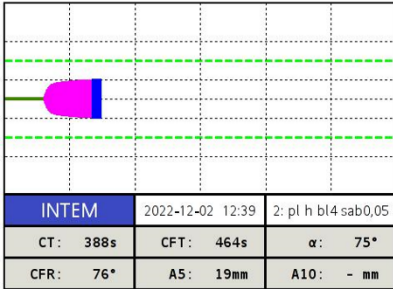 INTEM 2022-12-02 12:39 2: pl h bl4 sab0,05
CT: 388s CFT: 464s α: 75°
CFR: 76° A5: 19mm A10: - mm